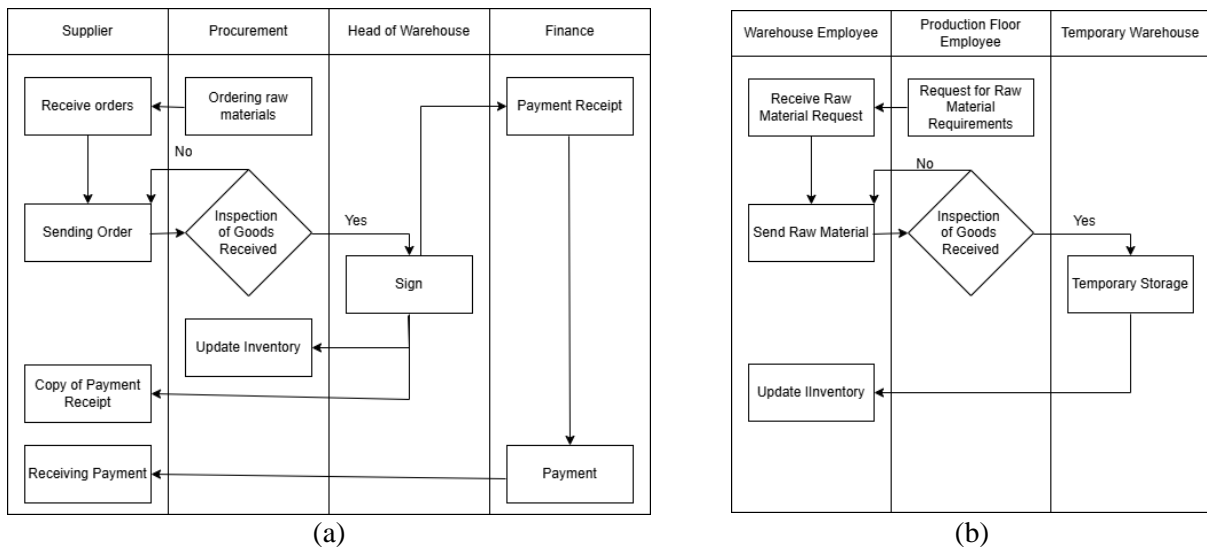 Supplier
Procurement
Head of Warehouse
Finance
Receive orders
Ordering raw
materials
Payment Receipt
No
Sending Order
Inspection
of Goods
Received
Yes
Sign
Update Inventory
Copy of Payment
Receipt
Receiving Payment
Payment
(a)
Warehouse Employee
Production Floor
Employee
Temporary Warehouse
Receive Raw
Material Request
Request for Raw
Material
Requirements
No
Send Raw Material
Inspection
of Goods
Received
Yes
Temporary Storage
Update IInventory
(b)